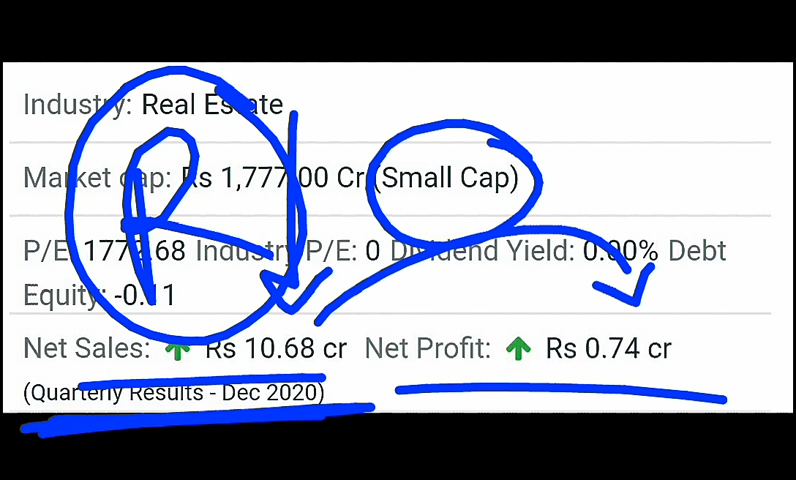 Industry: Real Estate
Market cap: Rs 1,777.00 Cr, (Small Cap)
P/E: 1777.68 Industry P/E: 0 Dividend Yield: 0.00% Debt
Equity: -0.11
Net Sales: ↑ Rs 10.68 cr Net Profit: ↑ Rs 0.74 cr
(Quarterly Results - Dec 2020)
R